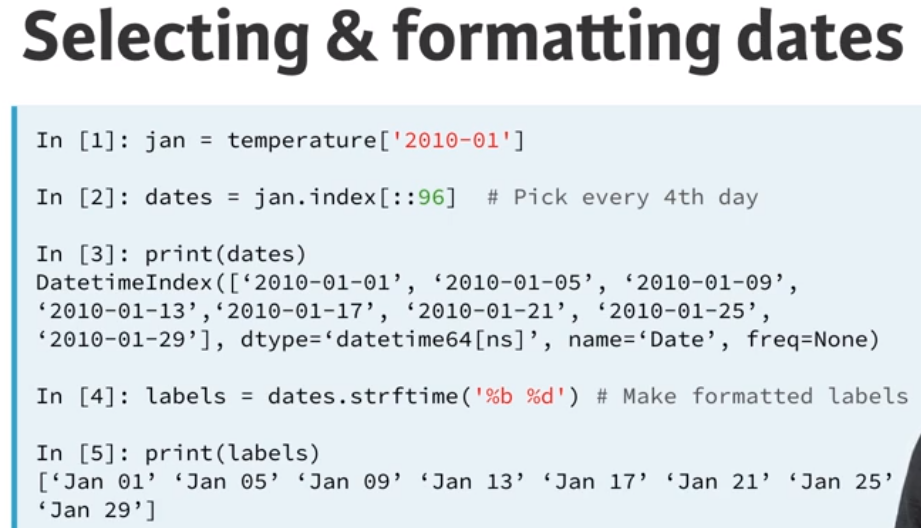 Selecting & formatting dates
In [1]: jan = temperature['2010-01']
In [2]: dates = jan.index[::96]  # Pick every 4th day
In [3]: print(dates)
DatetimeIndex([‘2010-01-01’, ‘2010-01-05’, ‘2010-01-09’,
‘2010-01-13’,‘2010-01-17’, ‘2010-01-21’, ‘2010-01-25’,
‘2010-01-29’], dtype=‘datetime64[ns]’, name=‘Date’, freq=None)
In [4]: labels = dates.strftime('%b %d') # Make formatted labels
In [5]: print(labels)
[‘Jan 01’ ‘Jan 05’ ‘Jan 09’ ‘Jan 13’ ‘Jan 17’ ‘Jan 21’ ‘Jan 25’
‘Jan 29’]